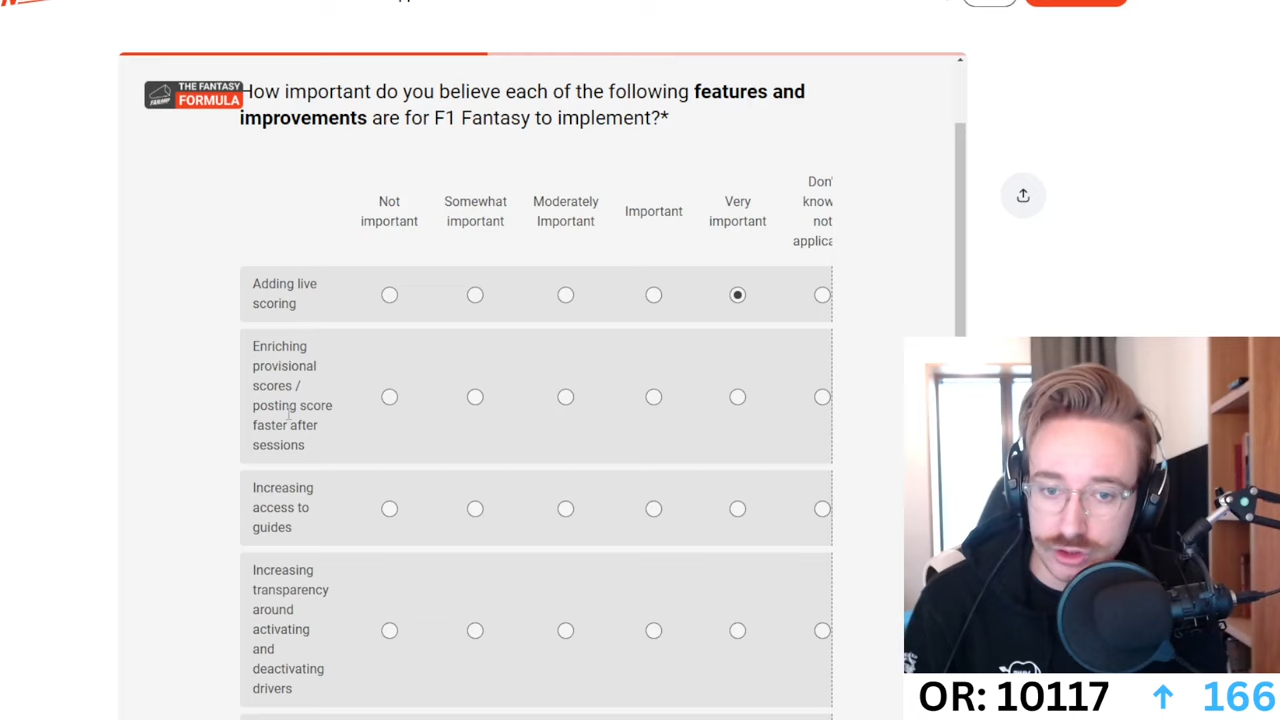 THE FANTASY
FORMULA
FANAMP
How important do you believe each of the following features and
improvements are for F1 Fantasy to implement?*
Not
important
Somewhat
important
Moderately
Important
Important
Very
important
Don'
know
not
applica
Adding live
scoring
Enriching
provisional
scores /
posting score
faster after
sessions
Increasing
access to
guides
Increasing
transparency
around
activating
and
deactivating
drivers
OR: 10117 ↑ 166